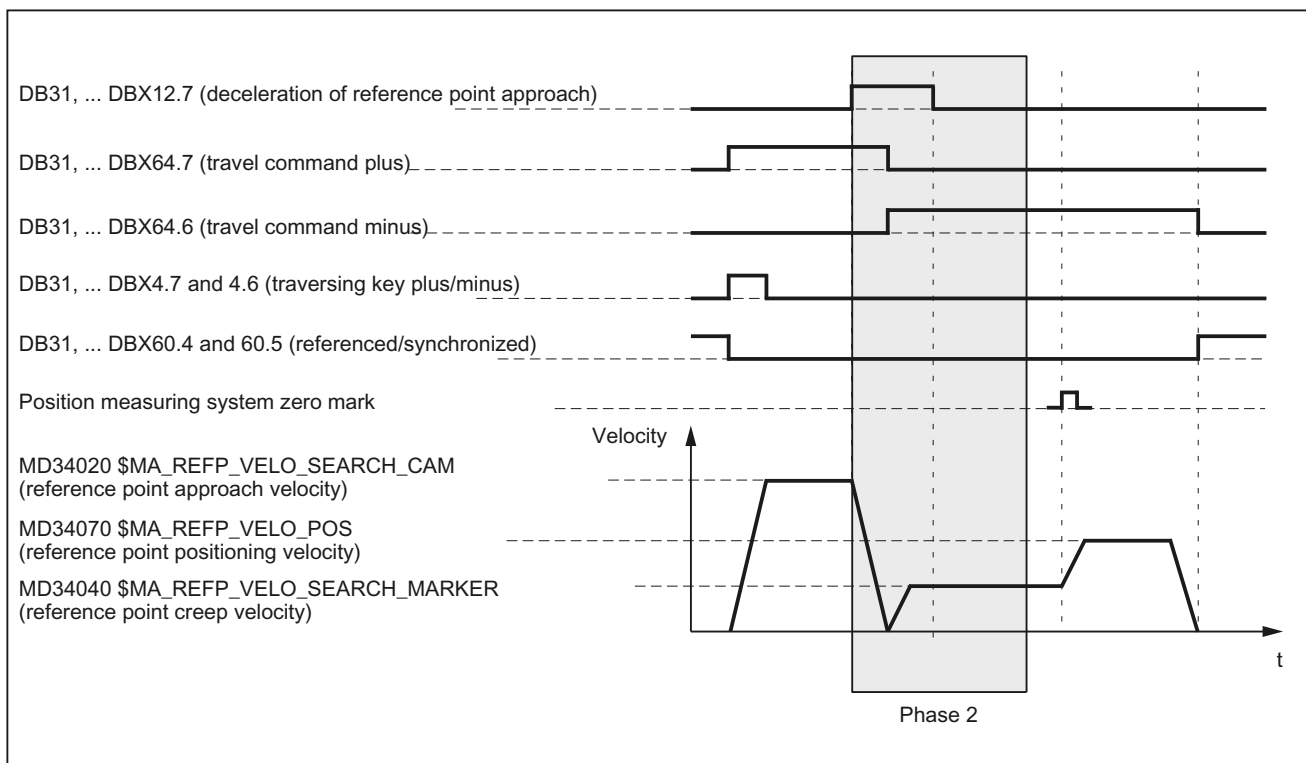 DB31, ... DBX12.7 (deceleration of reference point approach)
DB31, ... DBX64.7 (travel command plus)
DB31, ... DBX64.6 (travel command minus)
DB31, ... DBX4.7 and 4.6 (traversing key plus/minus)
DB31, ... DBX60.4 and 60.5 (referenced/synchronized)
Position measuring system zero mark
Velocity
MD34020 $MA_REFP_VELO_SEARCH_CAM
(reference point approach velocity)
MD34070 $MA_REFP_VELO_POS
(reference point positioning velocity)
MD34040 $MA_REFP_VELO_SEARCH_MARKER
(reference point creep velocity)
t
Phase 2